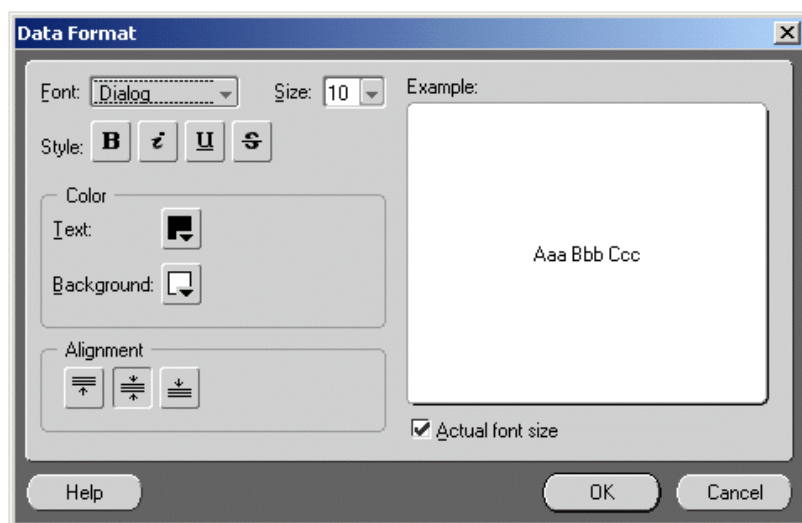 Data Format
Font: Dialog Size: 10 Example:
Style: B i U S
Color
Text:
Background:
Aaa Bbb Ccc
Alignment
Actual font size
Help OK Cancel